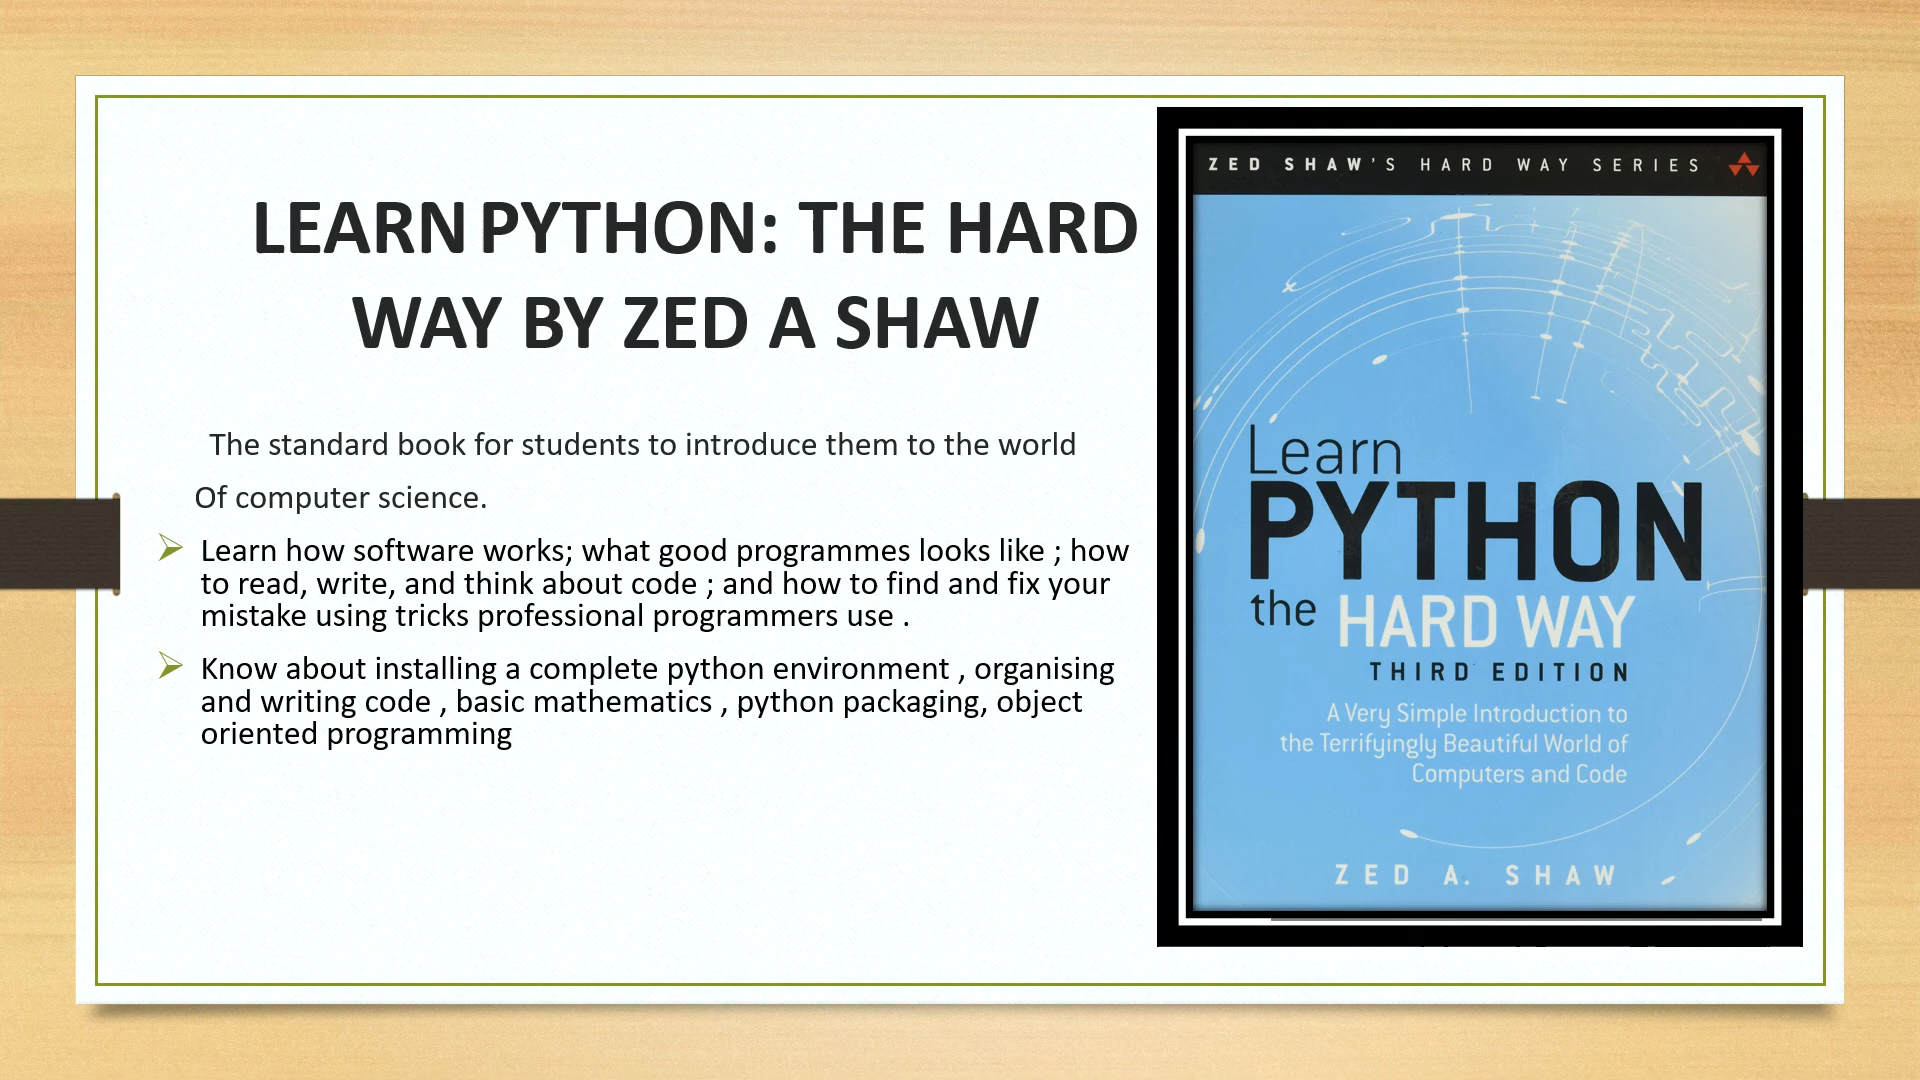 LEARN PYTHON: THE HARD
WAY BY ZED A SHAW
The standard book for students to introduce them to the world
Of computer science.
Learn how software works; what good programmes looks like ; how
to read, write, and think about code ; and how to find and fix your
mistake using tricks professional programmers use .
Know about installing a complete python environment , organising
and writing code , basic mathematics , python packaging, object
oriented programming
ZED SHAW'S HARD WAY SERIES
Learn
PYTHON
the HARD WAY
THIRD EDITION
A Very Simple Introduction to
the Terrifyingly Beautiful World of
Computers and Code
ZED A. SHAW